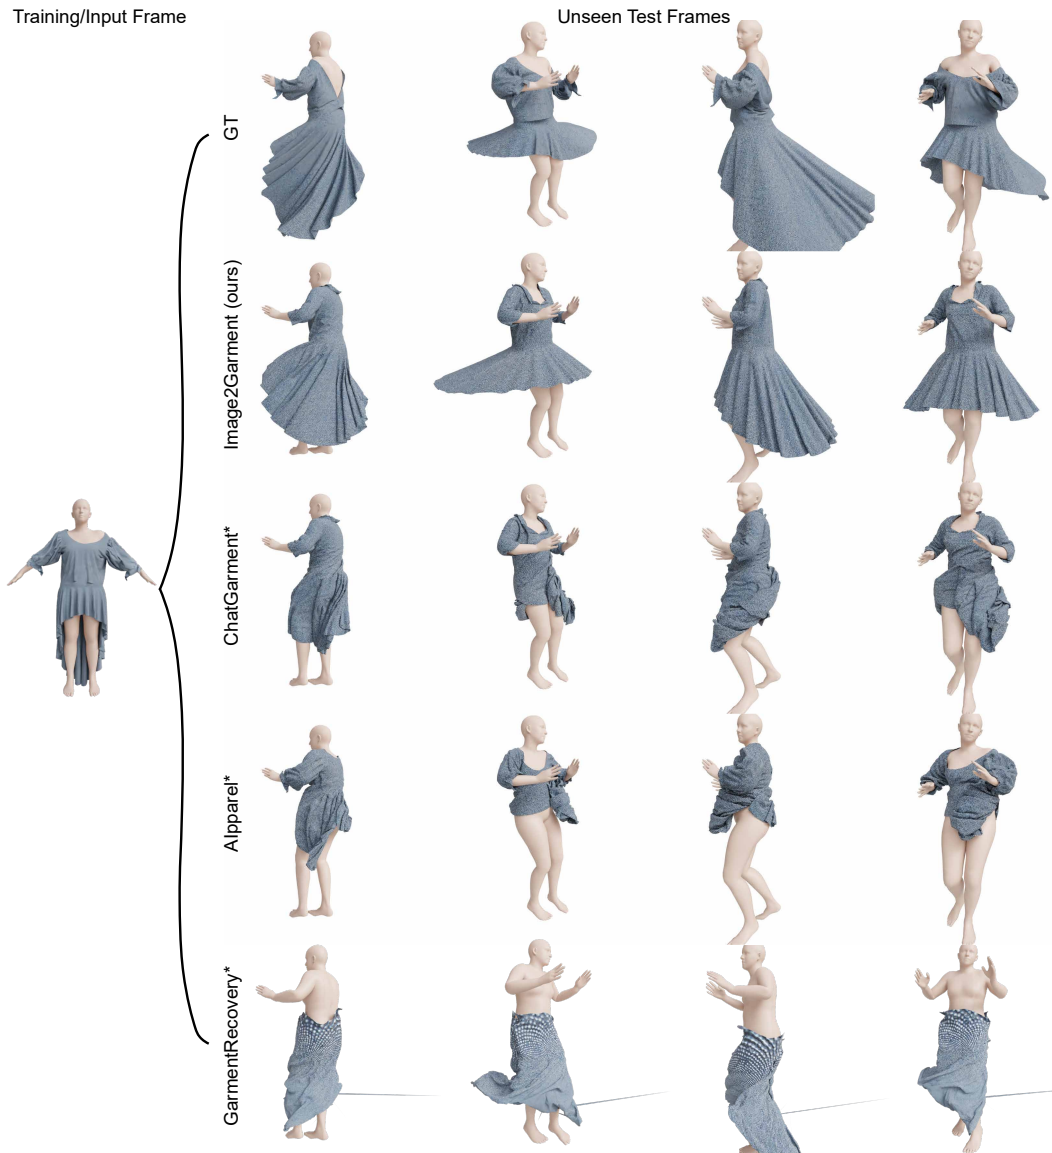 Training/Input Frame
Unseen Test Frames
GT
Image2Garment (ours)
ChatGarment*
AIpparel*
GarmentRecovery*